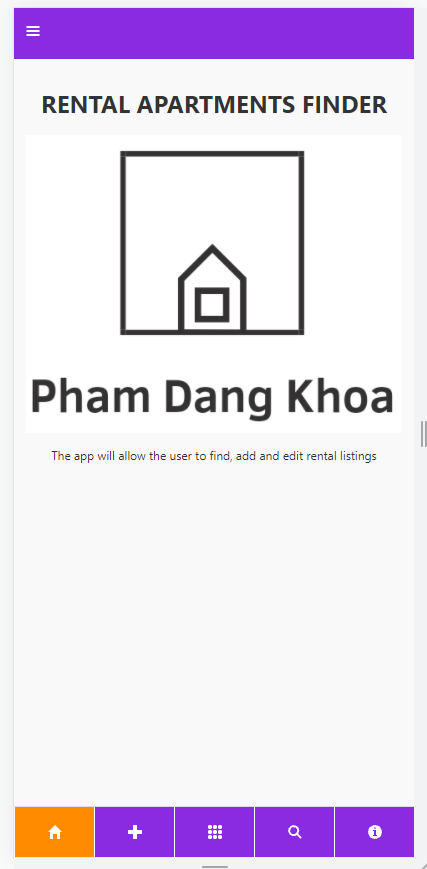 RENTAL APARTMENTS FINDER
Pham Dang Khoa
The app will allow the user to find, add and edit rental listings